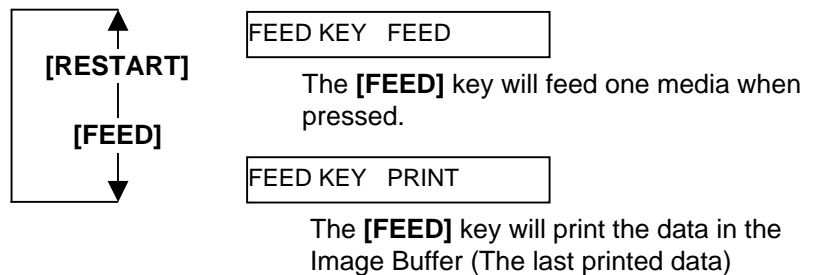 [RESTART]
[FEED]
FEED KEY FEED
The [FEED] key will feed one media when
pressed.
FEED KEY PRINT
The [FEED] key will print the data in the
Image Buffer (The last printed data)